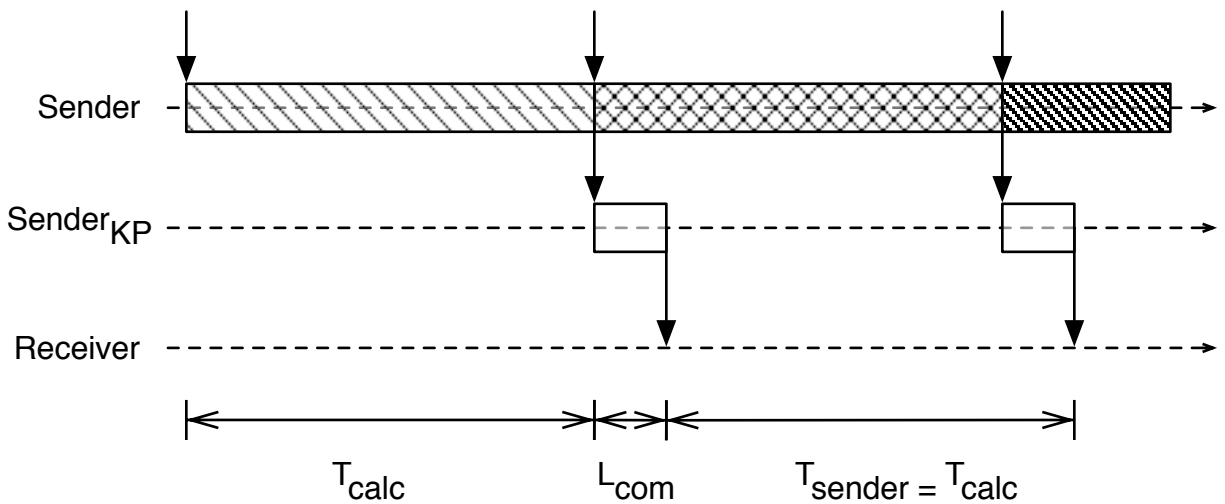 Sender
SenderKP
Receiver
Tcalc Lcom Tsender = Tcalc